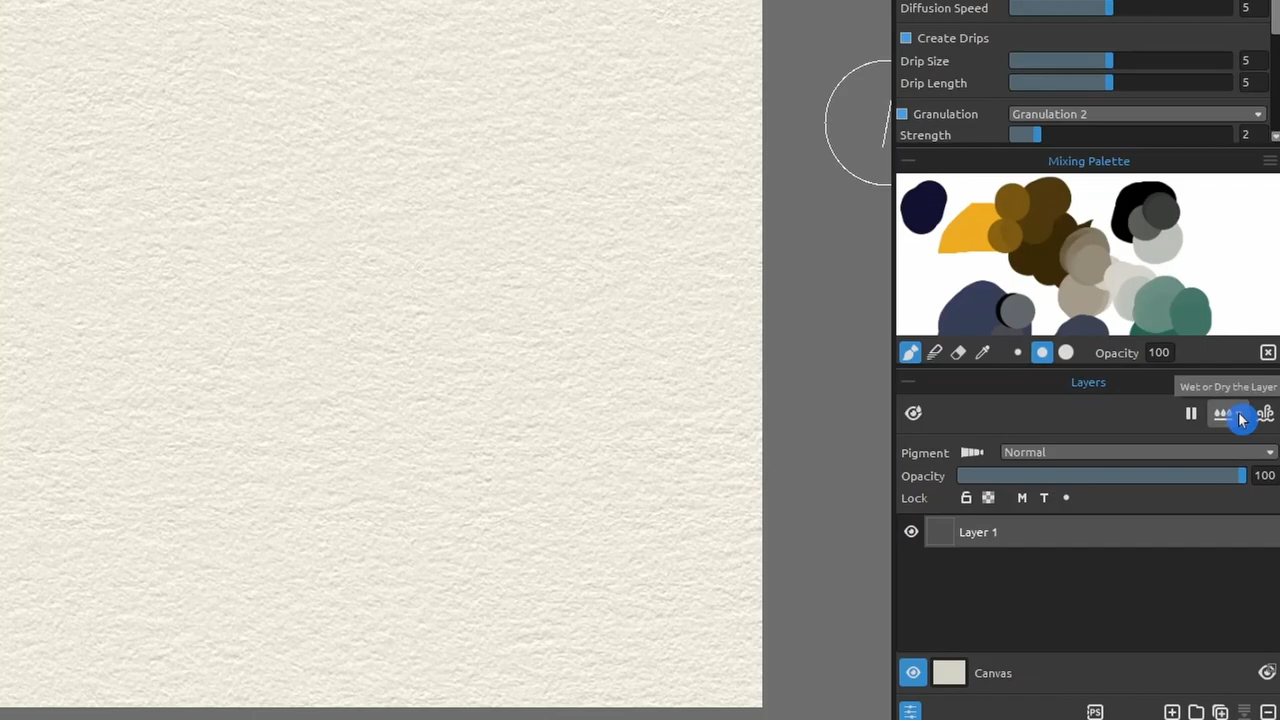 Diffusion Speed 5
Create Drips
Drip Size 5
Drip Length 5
Granulation Granulation 2
Strength 2
Mixing Palette
Opacity 100
Layers
Wet or Dry the Layer
Pigment Normal
Opacity 100
Lock M T
Layer 1
Canvas
PS